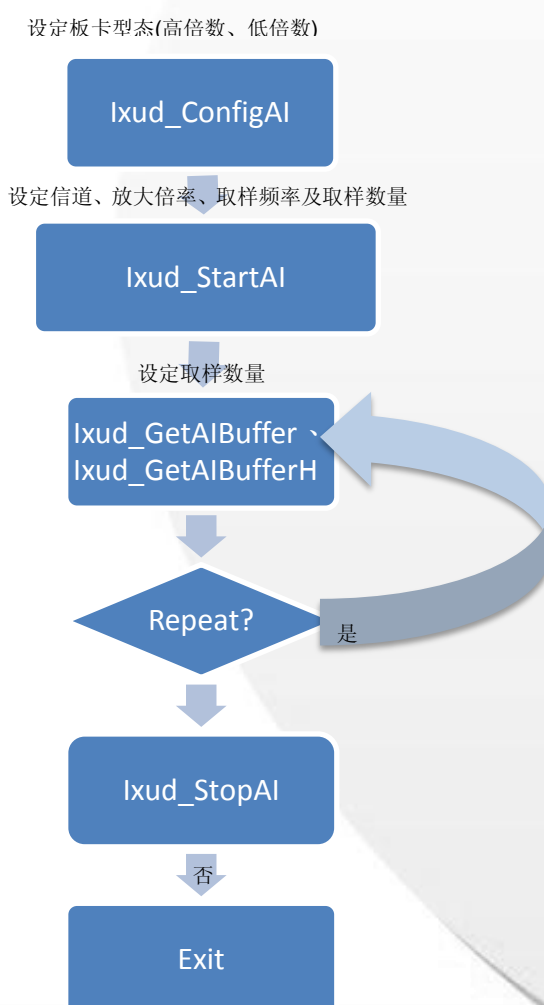 设定板卡型态(高倍数、低倍数)
Ixud_ConfigAI
设定信道、放大倍率、取样频率及取样数量
Ixud_StartAI
设定取样数量
Ixud_GetAIBuffer、
Ixud_GetAIBufferH
Repeat?
是
Ixud_StopAI
否
Exit